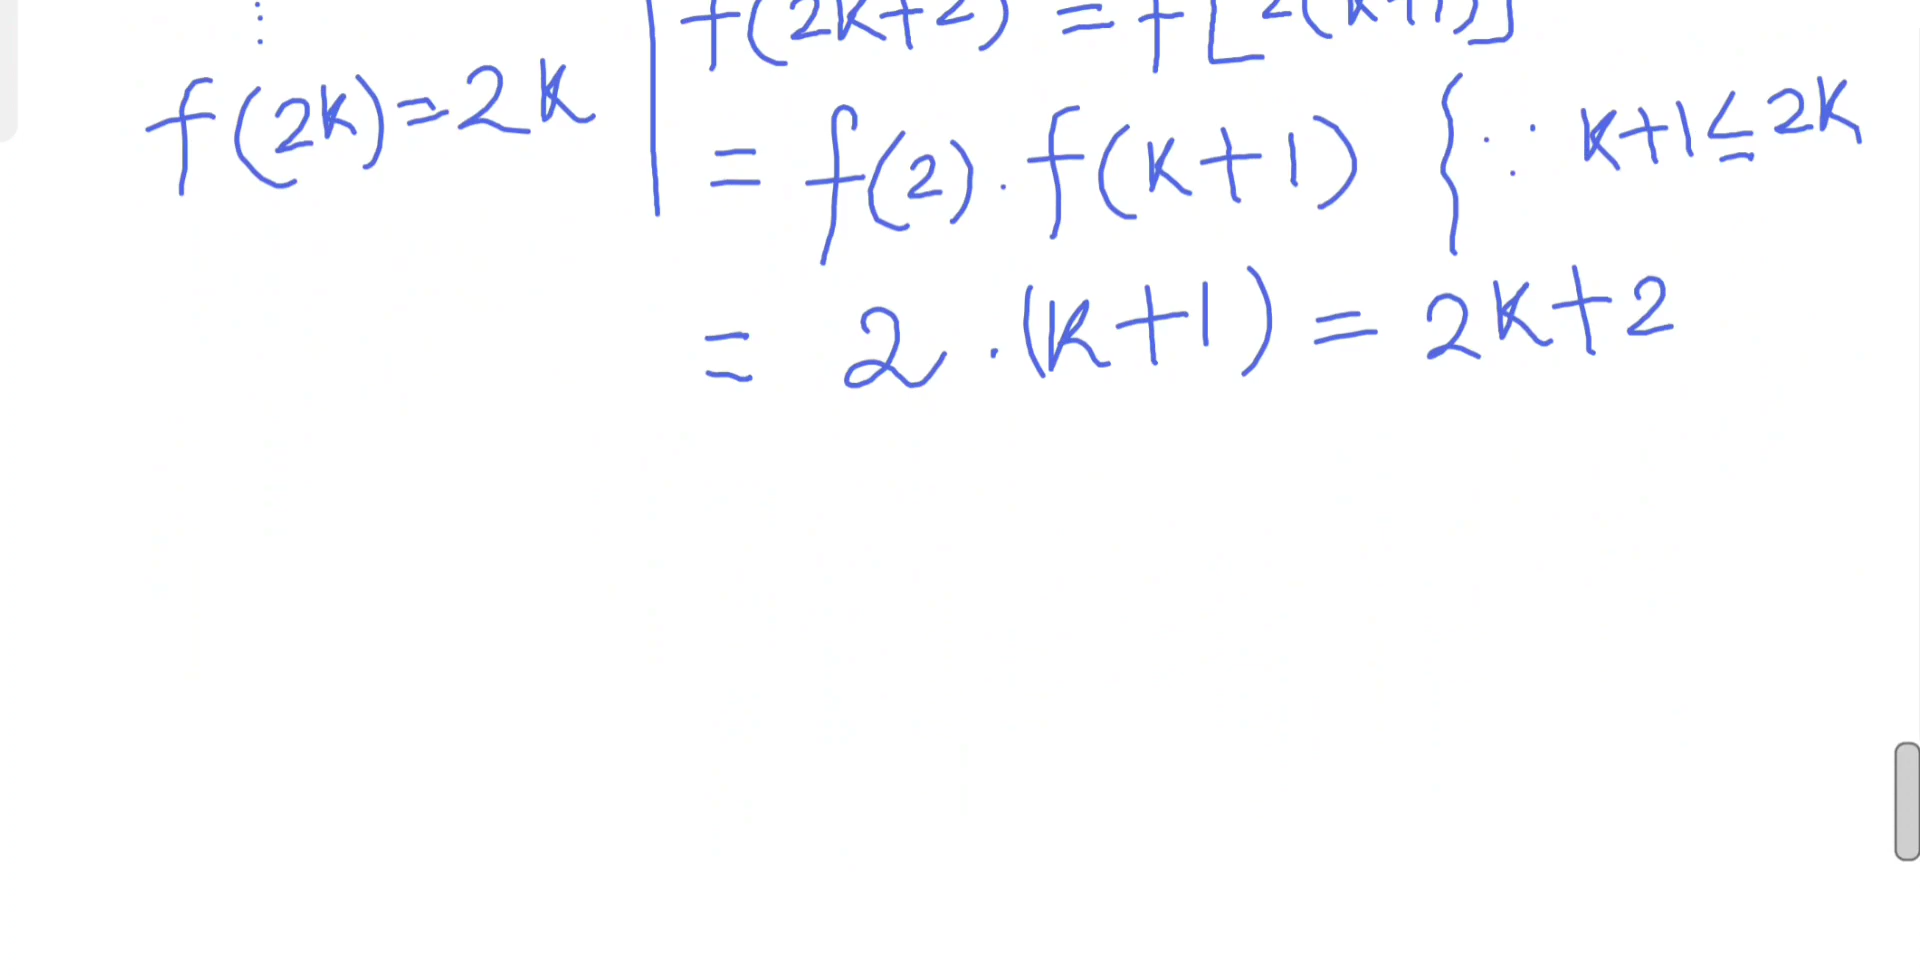 ⋮
f(2k)=2k
f(2k+2) = f[2(k+1)]
= f(2).f(k+1) {∵ k+1≤2k
= 2.(k+1) = 2k+2